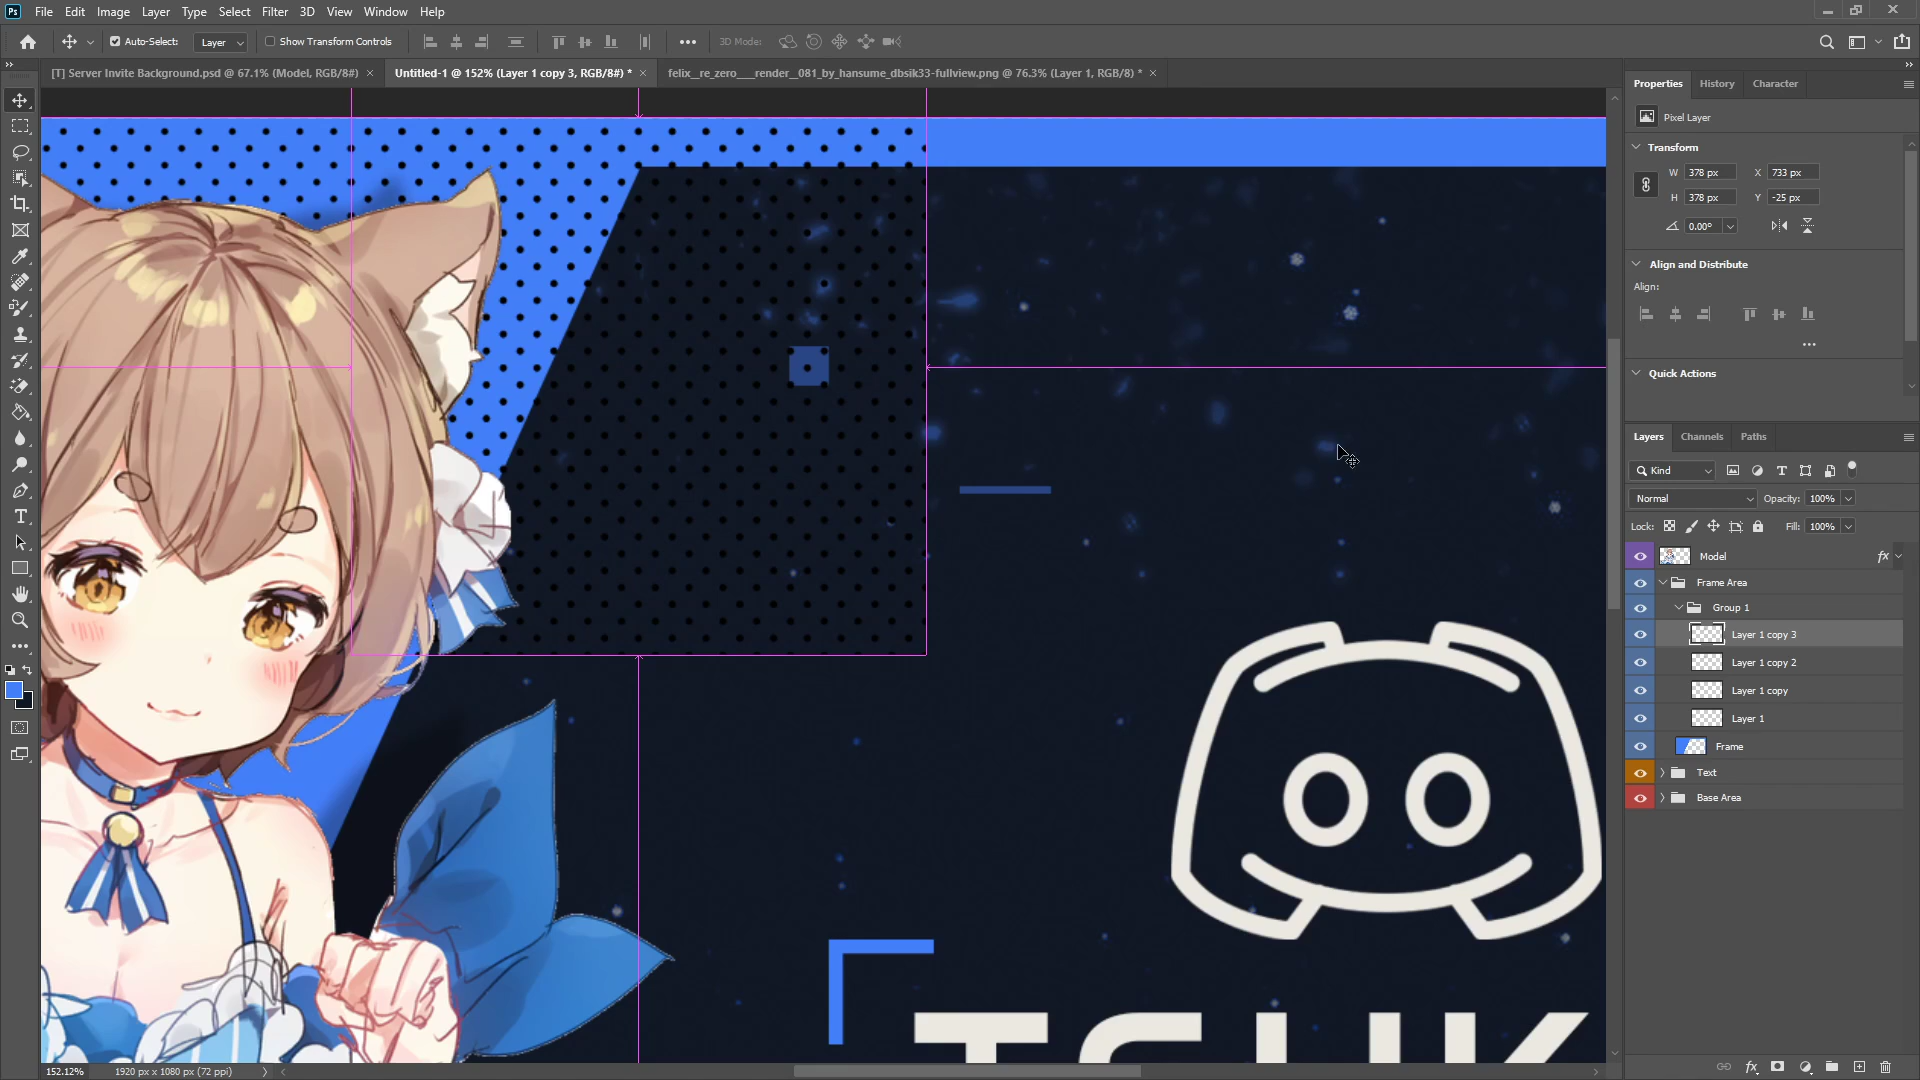 Ps File Edit Image Layer Type Select Filter 3D View Window Help
Auto-Select: Layer Show Transform Controls 3D Mode:
[T] Server Invite Background.psd @ 67.1% (Model, RGB/8#) Untitled-1 @ 152% (Layer 1 copy 3, RGB/8#) * felix__re_zero___render__081_by_hansume_dbsik33-fullview.png @ 76.3% (Layer 1, RGB/8) *
Properties History Character
Pixel Layer
Transform
W 378 px X 733 px
H 378 px Y -25 px
0.00°
Align and Distribute
Align:
Quick Actions
Layers Channels Paths
Kind
Normal Opacity: 100%
Lock: Fill: 100%
Model fx
Frame Area
Group 1
Layer 1 copy 3
Layer 1 copy 2
Layer 1 copy
Layer 1
Frame
Text
Base Area
152.12% 1920 px x 1080 px (72 ppi)
fx